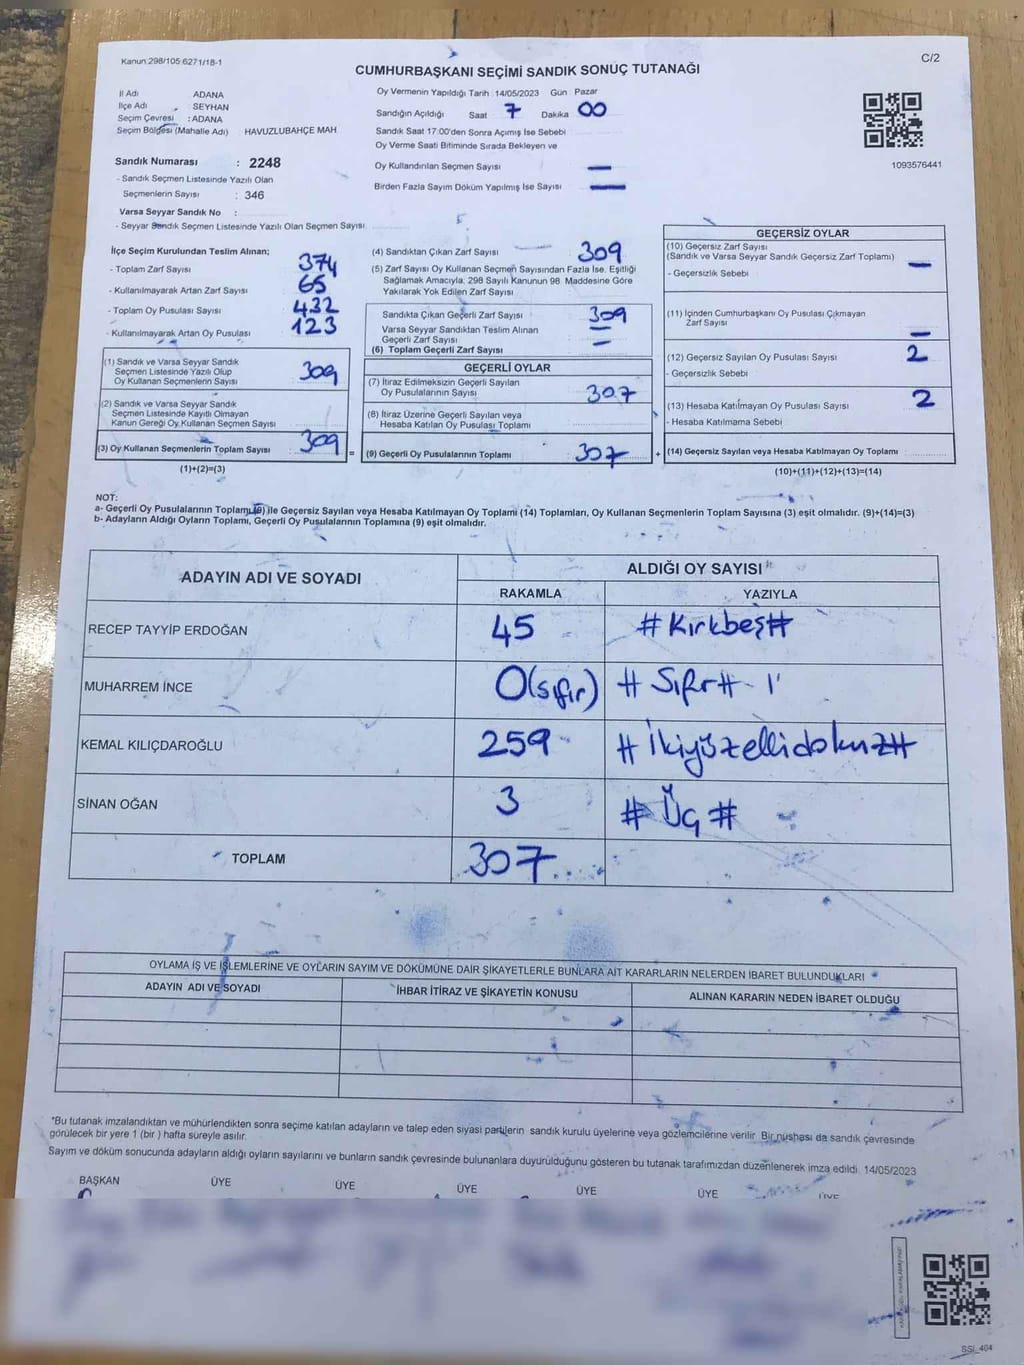 Kanun:298/105 6271/18-1
C/2
CUMHURBAŞKANI SEÇİMİ SANDIK SONUÇ TUTANAĞI
İl Adı ADANA
İlçe Adı SEYHAN
Seçim Çevresi : ADANA
Seçim Bölgesi (Mahalle Adı) HAVUZLUBAHÇE MAH
Sandık Numarası : 2248
- Sandık Seçmen Listesinde Yazılı Olan
Seçmenlerin Sayısı : 346
Varsa Seyyar Sandık No :
- Seyyar Sandık Seçmen Listesinde Yazılı Olan Seçmen Sayısı
Oy Vermenin Yapıldığı Tarih :14/05/2023 Gün Pazar
Sandığın Açıldığı Saat 7 Dakika 00
Sandık Saat 17:00'den Sonra Açımış İse Sebebi
Oy Verme Saati Bitiminde Sırada Bekleyen ve
Oy Kullandırılan Seçmen Sayısı —
Birden Fazla Sayım Döküm Yapılmış İse Sayısı —
1093576441
İlçe Seçim Kurulundan Teslim Alınan;
- Toplam Zarf Sayısı 374
- Kullanılmayarak Artan Zarf Sayısı 65
- Toplam Oy Pusulası Sayısı 432
- Kullanılmayarak Artan Oy Pusulası 123
(1) Sandık ve Varsa Seyyar Sandık
Seçmen Listesinde Yazılı Olup
Oy Kullanan Seçmenlerin Sayısı 309
(2) Sandık ve Varsa Seyyar Sandık
Seçmen Listesinde Kayıtlı Olmayan
Kanun Gereği Oy Kullanan Seçmen Sayısı
(3) Oy Kullanan Seçmenlerin Toplam Sayısı 309 =
(1)+(2)=(3)
(4) Sandıktan Çıkan Zarf Sayısı 309
(5) Zarf Sayısı Oy Kullanan Seçmen Sayısından Fazla İse, Eşitliği
Sağlamak Amacıyla, 298 Sayılı Kanunun 98. Maddesine Göre
Yakılarak Yok Edilen Zarf Sayısı
Sandıkta Çıkan Geçerli Zarf Sayısı 309
Varsa Seyyar Sandıktan Teslim Alınan
Geçerli Zarf Sayısı —
(6) Toplam Geçerli Zarf Sayısı —
GEÇERLİ OYLAR
(7) İtiraz Edilmeksizin Geçerli Sayılan
Oy Pusulalarının Sayısı 307
(8) İtiraz Üzerine Geçerli Sayılan veya
Hesaba Katılan Oy Pusulası Toplamı
(9) Geçerli Oy Pusulalarının Toplamı 307 +
GEÇERSİZ OYLAR
(10) Geçersiz Zarf Sayısı
(Sandık ve Varsa Seyyar Sandık Geçersiz Zarf Toplamı) —
- Geçersizlik Sebebi
(11) İçinden Cumhurbaşkanı Oy Pusulası Çıkmayan
Zarf Sayısı —
(12) Geçersiz Sayılan Oy Pusulası Sayısı 2
- Geçersizlik Sebebi
(13) Hesaba Katılmayan Oy Pusulası Sayısı 2
- Hesaba Katılmama Sebebi
(14) Geçersiz Sayılan veya Hesaba Katılmayan Oy Toplamı
(10)+(11)+(12)+(13)=(14)
NOT:
a- Geçerli Oy Pusulalarının Toplamı (9) ile Geçersiz Sayılan veya Hesaba Katılmayan Oy Toplamı (14) Toplamları, Oy Kullanan Seçmenlerin Toplam Sayısına (3) eşit olmalıdır. (9)+(14)=(3)
b- Adayların Aldığı Oyların Toplamı, Geçerli Oy Pusulalarının Toplamına (9) eşit olmalıdır.
ADAYIN ADI VE SOYADI ALDIĞI OY SAYISI
RAKAMLA YAZIYLA
RECEP TAYYİP ERDOĞAN 45 #Kırkbeş#
MUHARREM İNCE 0(sıfır) #Sıfır#
KEMAL KILIÇDAROĞLU 259 #İkiyüzellidokuz#
SİNAN OĞAN 3 #Üç#
TOPLAM 307
OYLAMA İŞ VE İŞLEMLERİNE VE OYLARIN SAYIM VE DÖKÜMÜNE DAİR ŞİKAYETLERLE BUNLARA AİT KARARLARIN NELERDEN İBARET BULUNDUKLARI
ADAYIN ADI VE SOYADI İHBAR İTİRAZ VE ŞİKAYETİN KONUSU ALINAN KARARIN NEDEN İBARET OLDUĞU
*Bu tutanak imzalandıktan ve mühürlendikten sonra seçime katılan adayların ve talep eden siyasi partilerin sandık kurulu üyelerine veya gözlemcilerine verilir. Bir nüshası da sandık çevresinde
görülecek bir yere 1 (bir ) hafta süreyle asılır.
Sayım ve döküm sonucunda adayların aldığı oyların sayılarını ve bunların sandık çevresinde bulunanlara duyurulduğunu gösteren bu tutanak tarafımızdan düzenlenerek imza edildi. 14/05/2023
BAŞKAN ÜYE ÜYE ÜYE ÜYE ÜYE ÜYE
SSİ_404